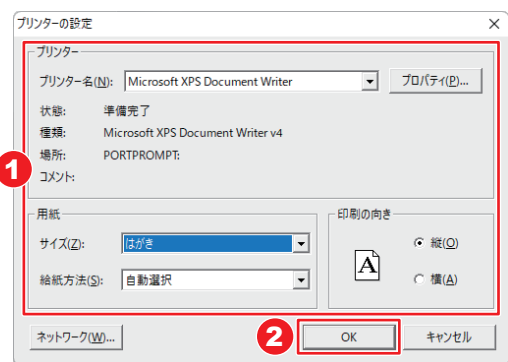 プリンターの設定
プリンター
プリンター名(N): Microsoft XPS Document Writer プロパティ(P)...
状態: 準備完了
種類: Microsoft XPS Document Writer v4
場所: PORTPROMPT:
コメント:
1
用紙
サイズ(Z): はがき
給紙方法(S): 自動選択
印刷の向き
A
縦(O)
横(A)
ネットワーク(W)...
2
OK
キャンセル